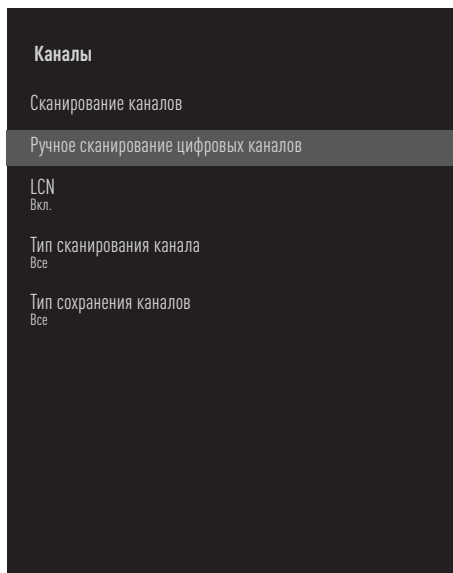 Каналы
Сканирование каналов
Ручное сканирование цифровых каналов
LCN
Вкл.
Тип сканирования канала
Все
Тип сохранения каналов
Все